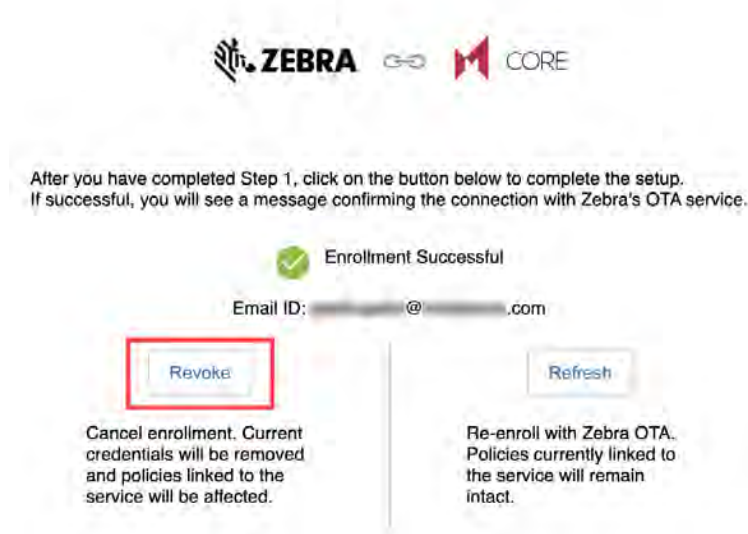 ZEBRA CORE
After you have completed Step 1, click on the button below to complete the setup.
If successful, you will see a message confirming the connection with Zebra's OTA service.
Enrollment Successful
Email ID: @ .com
Revoke
Cancel enrollment. Current
credentials will be removed
and policies linked to the
service will be affected.
Refresh
Re-enroll with Zebra OTA.
Policies currently linked to
the service will remain
intact.